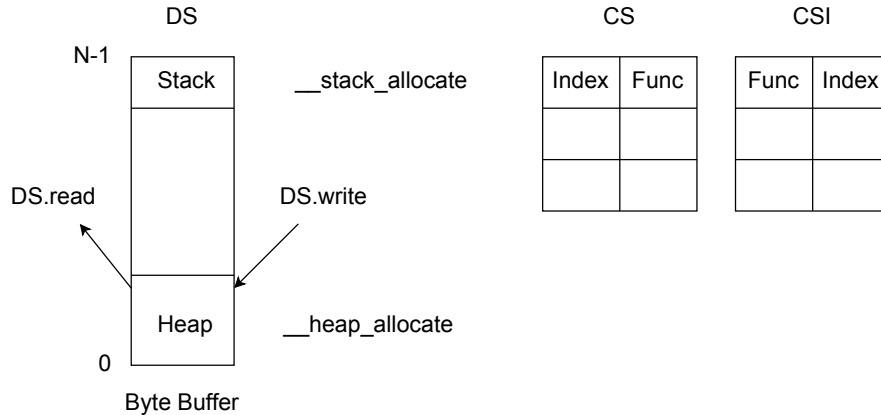 DS
CS
CSI
N-1
Stack
__stack_allocate
Index
Func
Func
Index
DS.read
DS.write
Heap
__heap_allocate
0
Byte Buffer